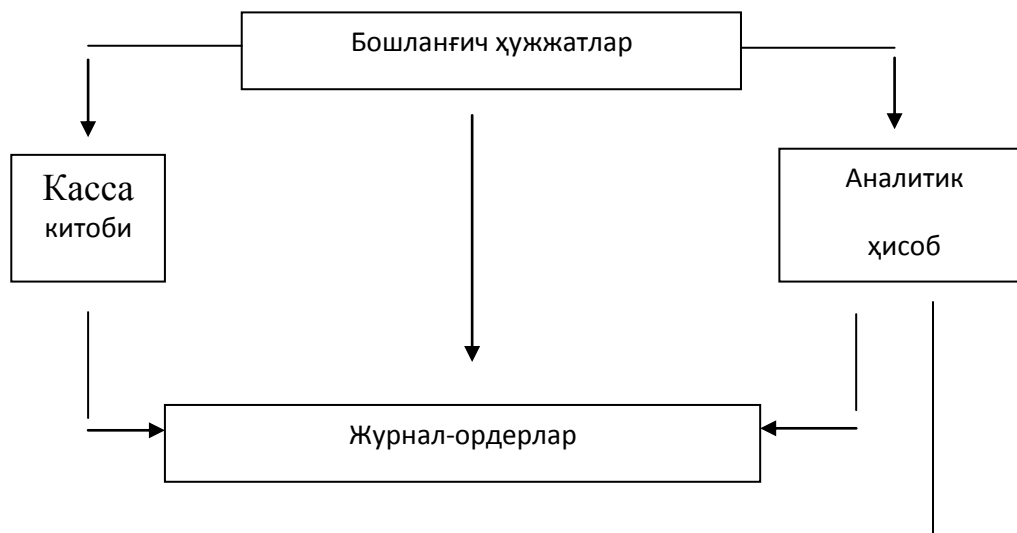 Бошланғич ҳужжатлар
Касса
китоби
Аналитик
ҳисоб
Журнал-ордерлар